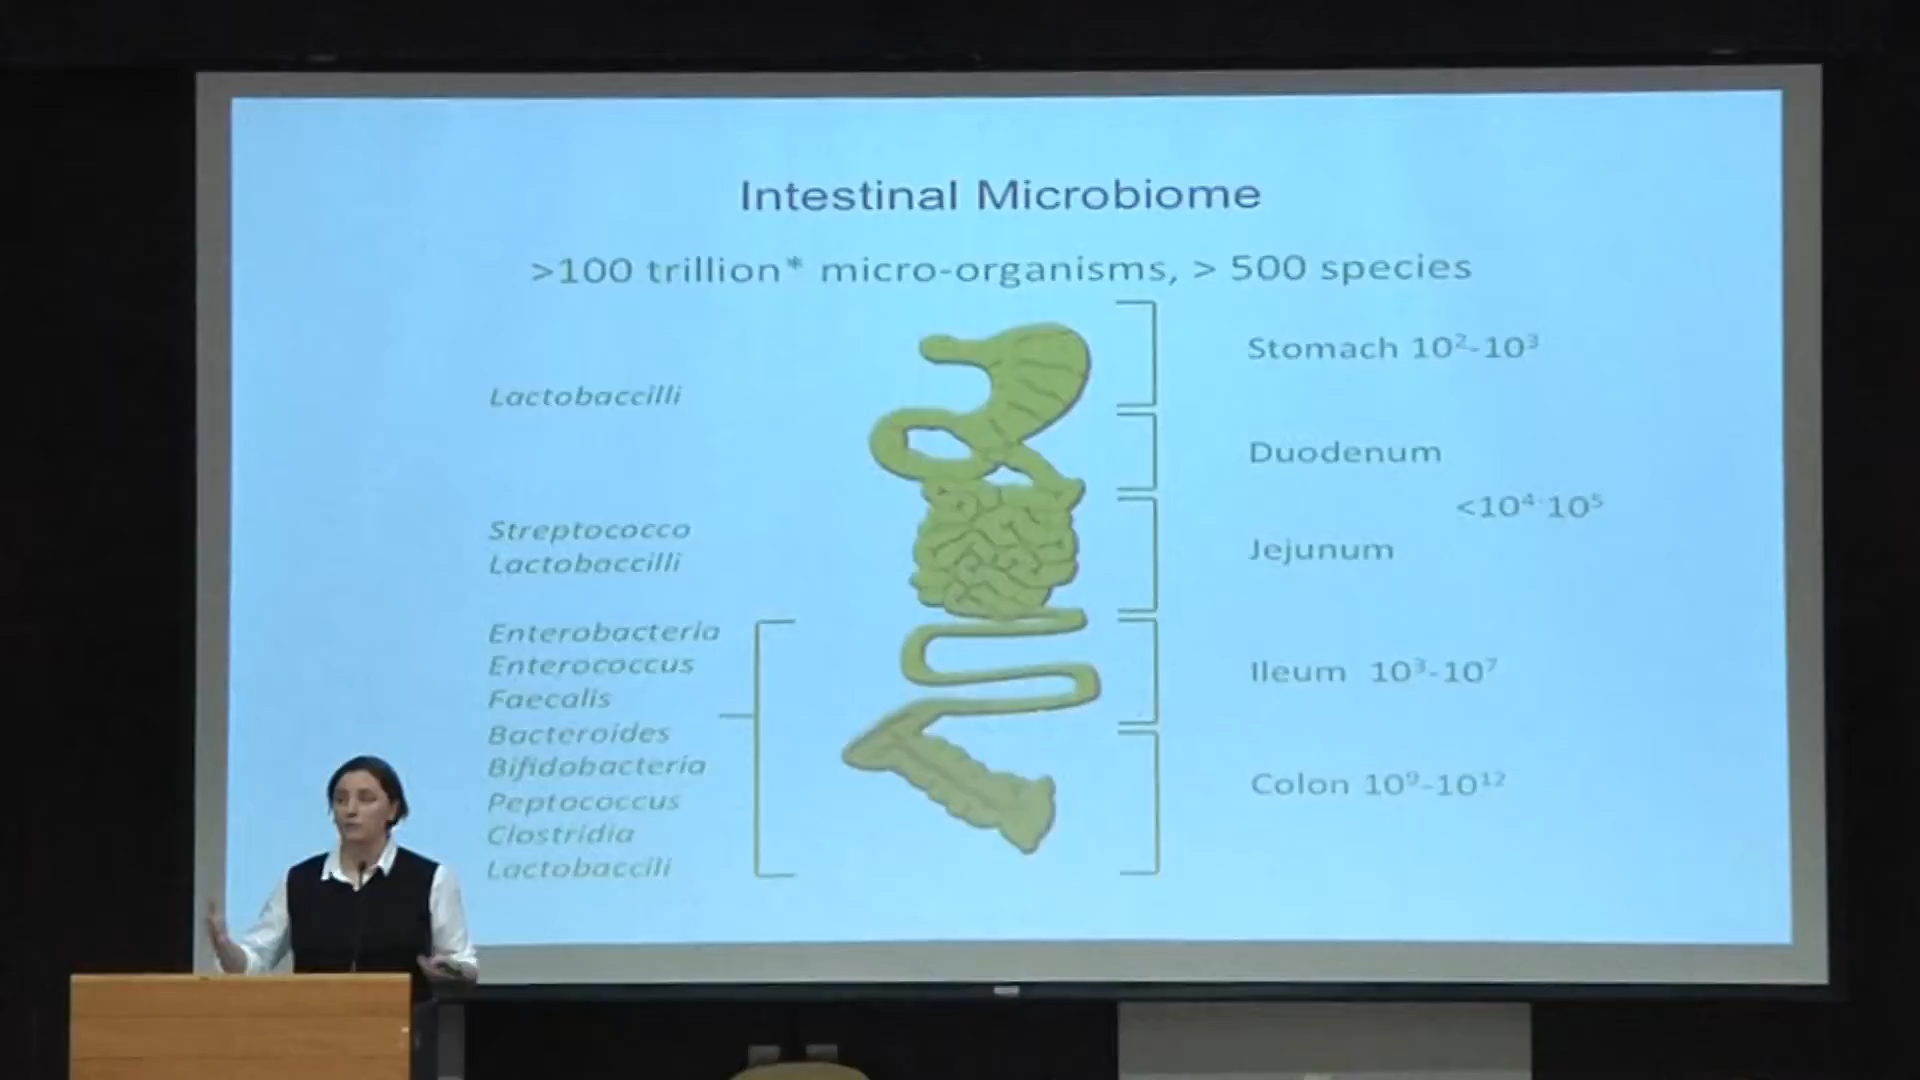 Intestinal Microbiome
>100 trillion* micro-organisms, > 500 species
Lactobaccilli
Streptococco
Lactobaccilli
Enterobacteria
Enterococcus
Faecalis
Bacteroides
Bifidobacteria
Peptococcus
Clostridia
Lactobaccili
Stomach 10²-10³
Duodenum
<10⁴-10⁵
Jejunum
Ileum 10³-10⁷
Colon 10⁹-10¹²